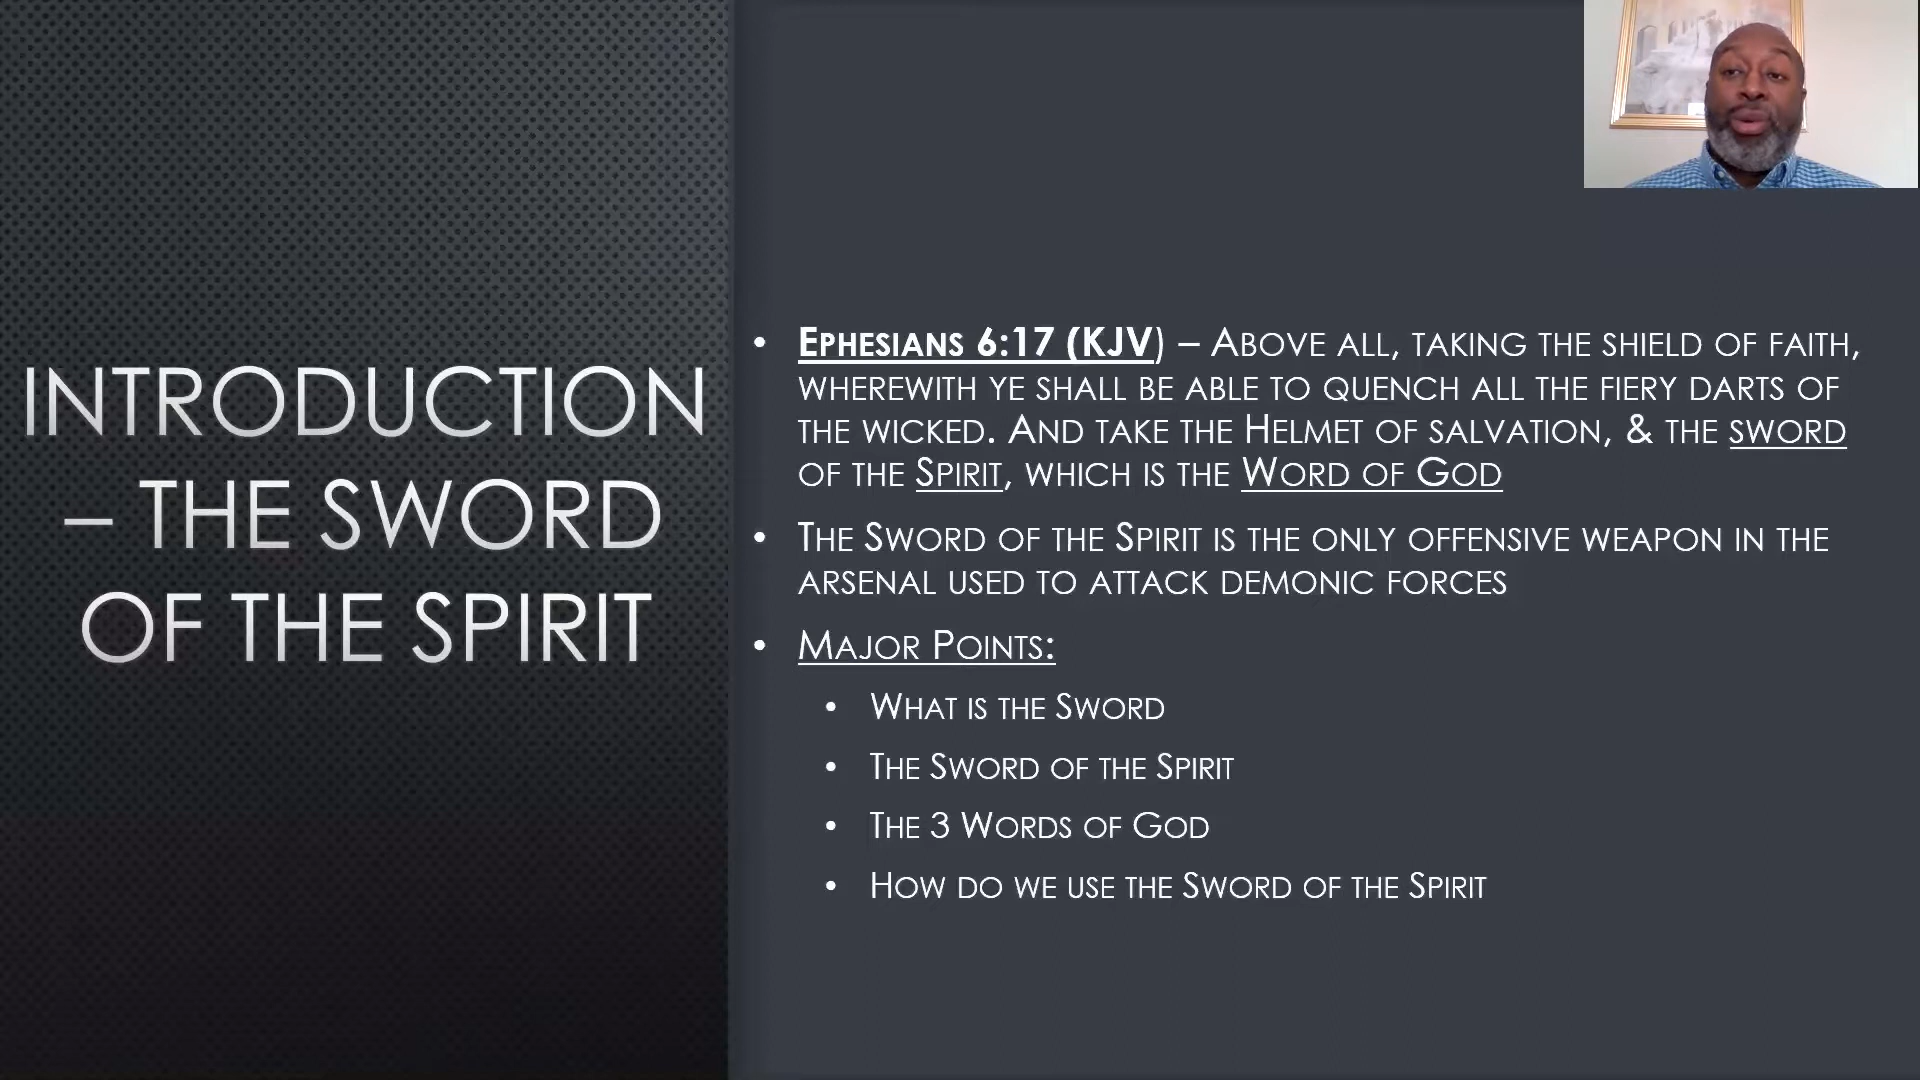 INTRODUCTION
– THE SWORD
OF THE SPIRIT
• EPHESIANS 6:17 (KJV) – ABOVE ALL, TAKING THE SHIELD OF FAITH,
WHEREWITH YE SHALL BE ABLE TO QUENCH ALL THE FIERY DARTS OF
THE WICKED. AND TAKE THE HELMET OF SALVATION, & THE SWORD
OF THE SPIRIT, WHICH IS THE WORD OF GOD
• THE SWORD OF THE SPIRIT IS THE ONLY OFFENSIVE WEAPON IN THE
ARSENAL USED TO ATTACK DEMONIC FORCES
• MAJOR POINTS:
• WHAT IS THE SWORD
• THE SWORD OF THE SPIRIT
• THE 3 WORDS OF GOD
• HOW DO WE USE THE SWORD OF THE SPIRIT